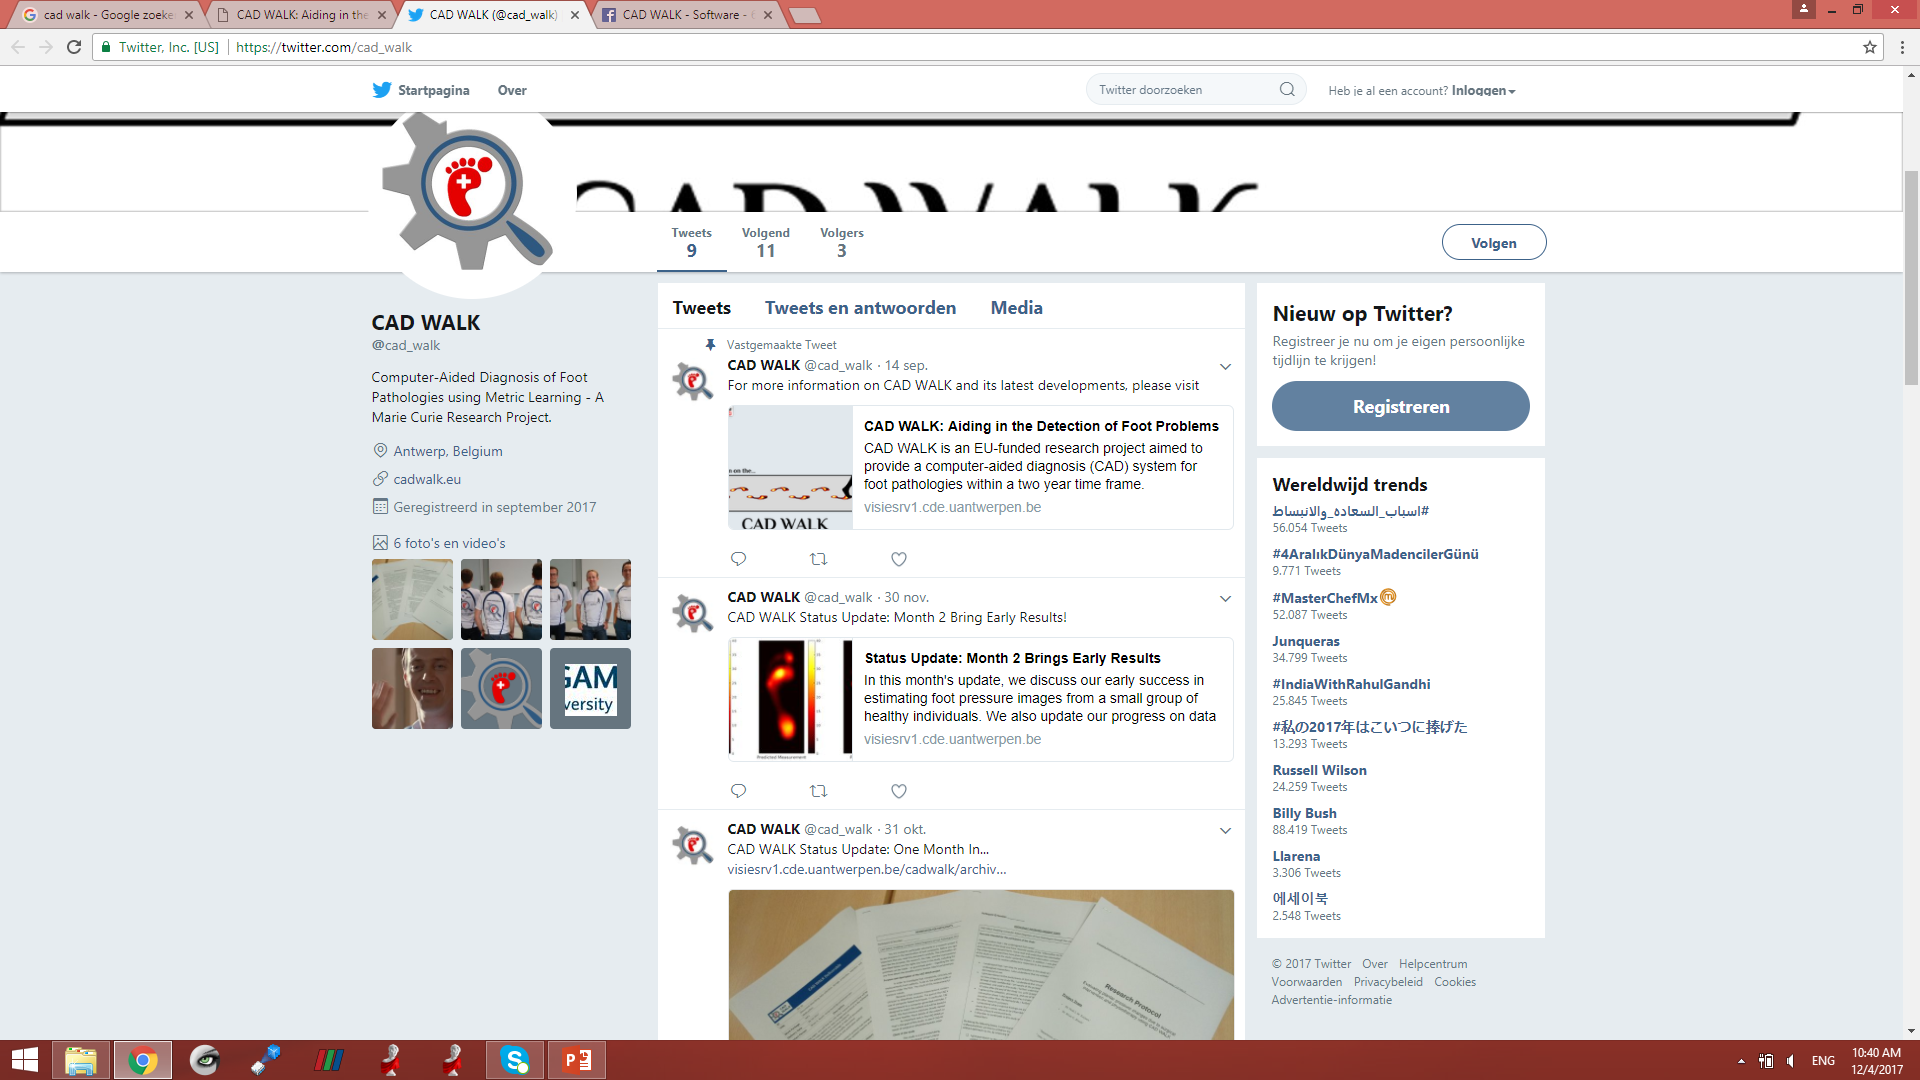 cad walk - Google zoeke
CAD WALK: Aiding in the
CAD WALK (@cad_walk)
CAD WALK - Software -
Twitter, Inc. [US]
https://twitter.com/cad_walk
Startpagina
Over
Twitter doorzoeken
Heb je al een account? Inloggen
CAD WALK
Tweets
9
Volgend
11
Volgers
3
Volgen
CAD WALK
@cad_walk
Computer-Aided Diagnosis of Foot
Pathologies using Metric Learning - A
Marie Curie Research Project.
Antwerp, Belgium
cadwalk.eu
Geregistreerd in september 2017
6 foto's en video's
GAM
versity
Tweets
Tweets en antwoorden
Media
Vastgemaakte Tweet
CAD WALK @cad_walk · 14 sep.
For more information on CAD WALK and its latest developments, please visit
CAD WALK
CAD WALK: Aiding in the Detection of Foot Problems
CAD WALK is an EU-funded research project aimed to
provide a computer-aided diagnosis (CAD) system for
foot pathologies within a two year time frame.
visiesrv1.cde.uantwerpen.be
CAD WALK @cad_walk · 30 nov.
CAD WALK Status Update: Month 2 Bring Early Results!
Predicted Measurement
Status Update: Month 2 Brings Early Results
In this month's update, we discuss our early success in
estimating foot pressure images from a small group of
healthy individuals. We also update our progress on data
visiesrv1.cde.uantwerpen.be
CAD WALK @cad_walk · 31 okt.
CAD WALK Status Update: One Month In...
visiesrv1.cde.uantwerpen.be/cadwalk/archiv...
Research Protocol
Nieuw op Twitter?
Registreer je nu om je eigen persoonlijke
tijdlijn te krijgen!
Registreren
Wereldwijd trends
#اسباب_السعاده_والانبساط
56.054 Tweets
#4AralıkDünyaMadencilerGünü
9.771 Tweets
#MasterChefMx
52.087 Tweets
Junqueras
34.799 Tweets
#IndiaWithRahulGandhi
25.845 Tweets
#私の2017年はこいつに捧げた
13.293 Tweets
Russell Wilson
24.259 Tweets
Billy Bush
88.419 Tweets
Llarena
3.306 Tweets
에세이북
2.548 Tweets
© 2017 Twitter Over Helpcentrum
Voorwaarden Privacybeleid Cookies
Advertentie-informatie
ENG
10:40 AM
12/4/2017